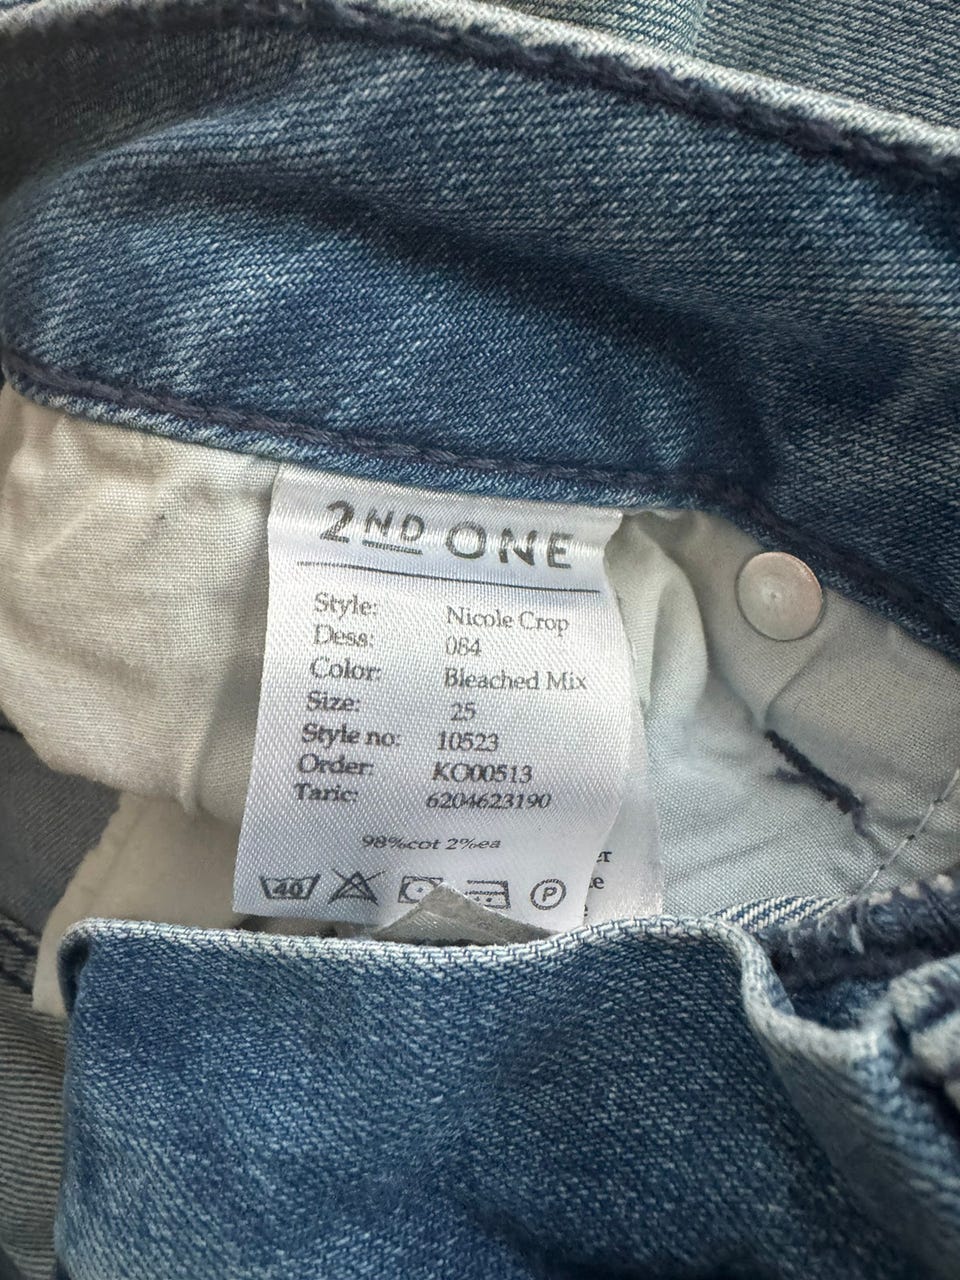 2ND ONE
Style: Nicole Crop
Dess: 084
Color: Bleached Mix
Size: 25
Style no: 10523
Order: KO00513
Taric: 6204623190
98%cot 2%ea
40 P